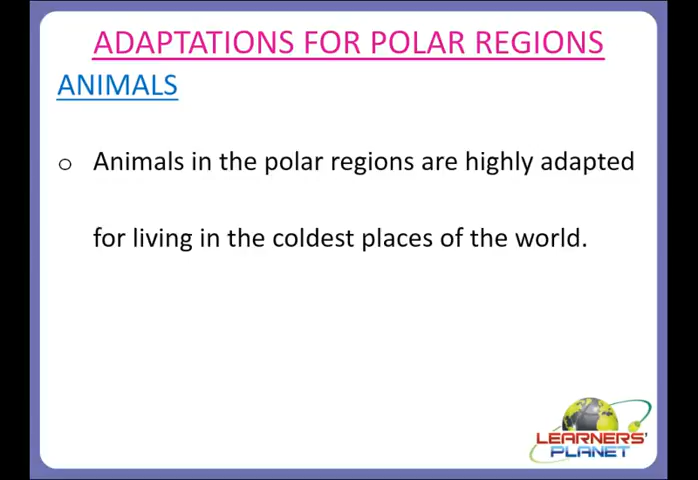 ADAPTATIONS FOR POLAR REGIONS
ANIMALS
o Animals in the polar regions are highly adapted
for living in the coldest places of the world.
LEARNERS'
PLANET